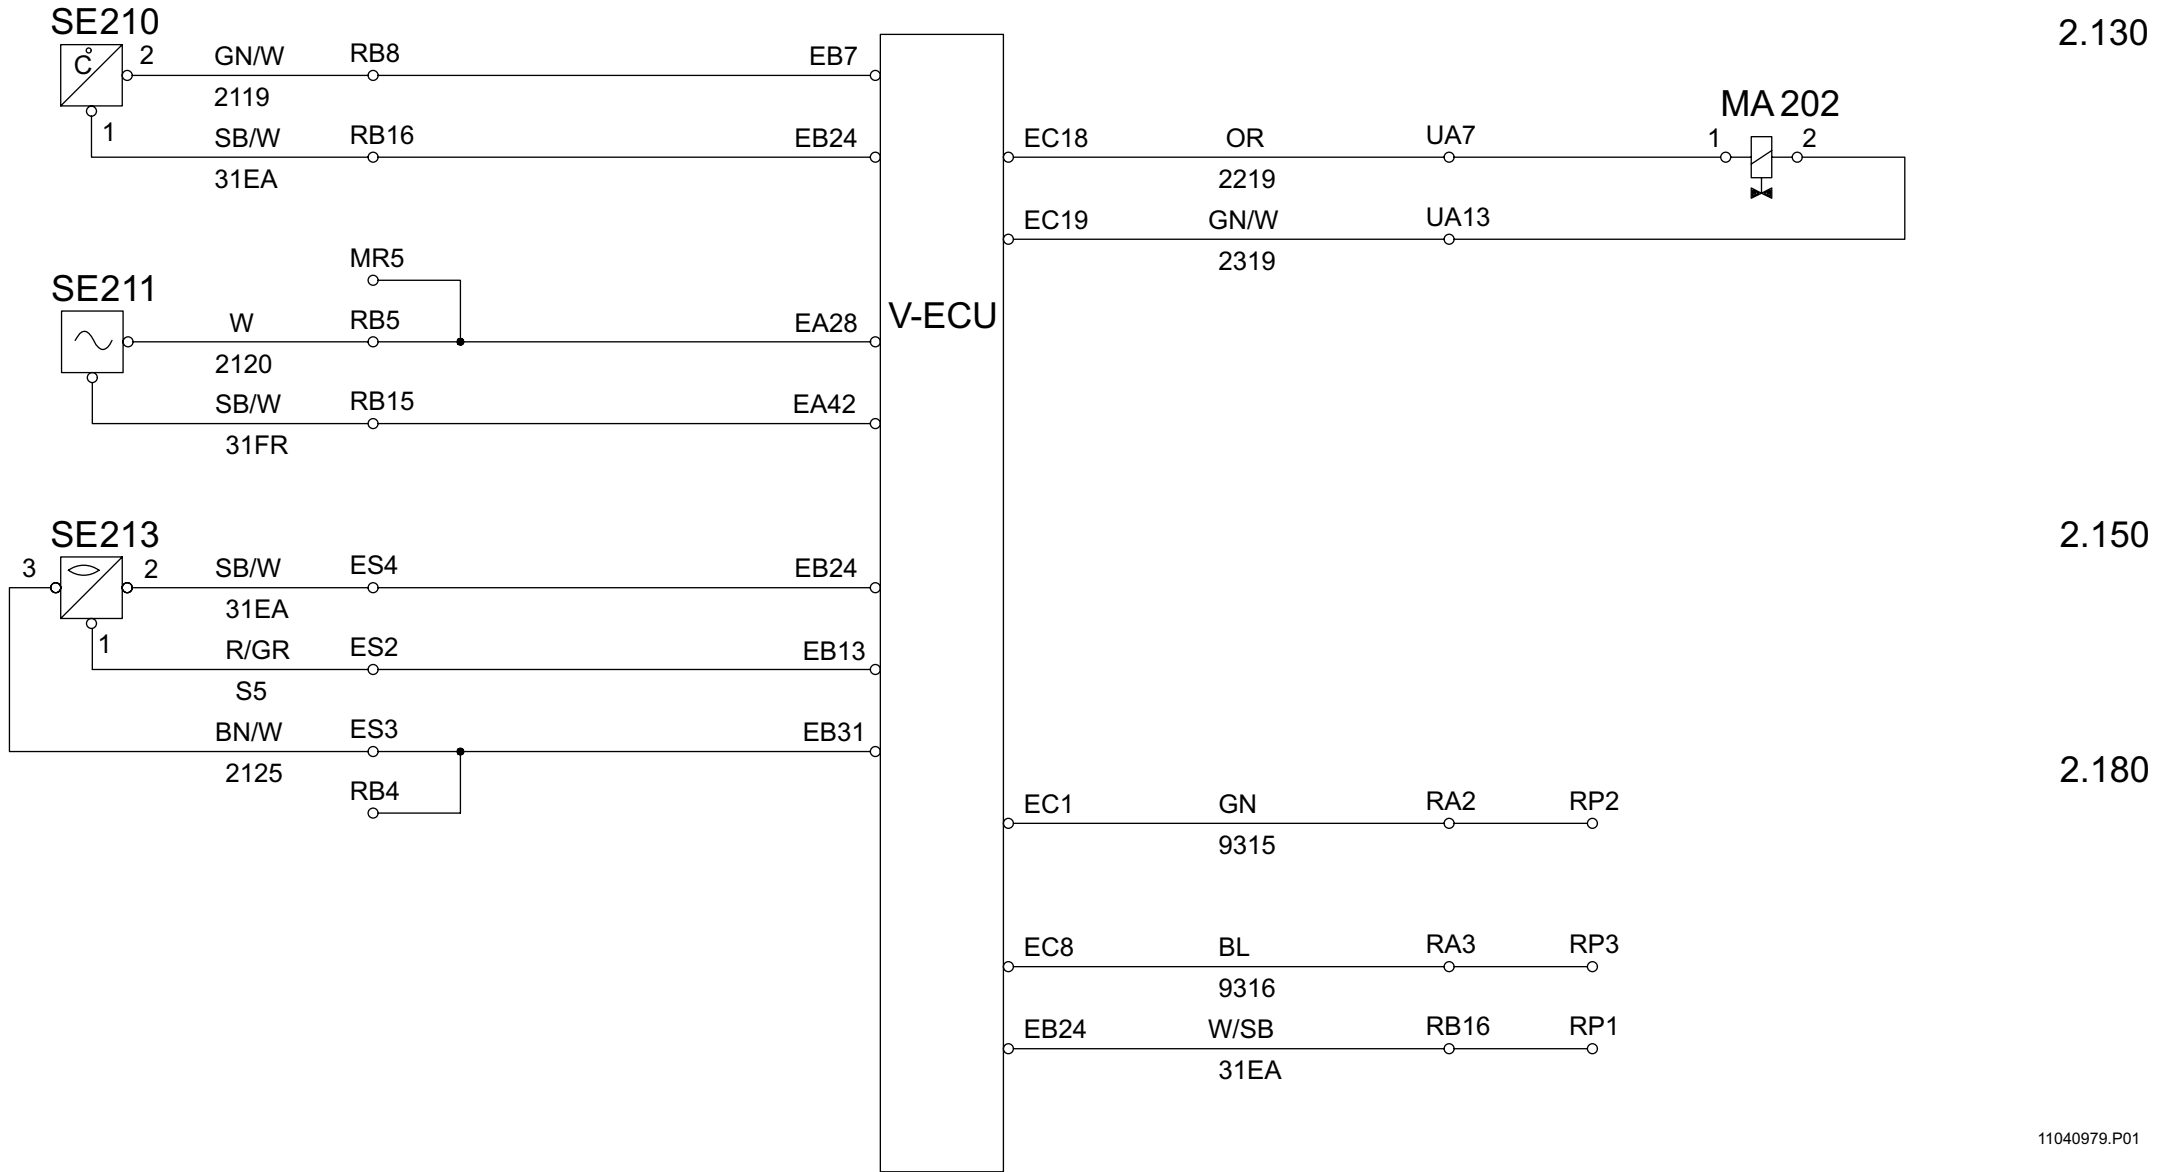 SE210
2.130
C°
2 GN/W RB8 EB7
2119
MA 202
1 SB/W RB16 EB24
31EA
EC18 OR UA7 1 2
2219
EC19 GN/W UA13
2319
MR5
SE211
V-ECU
W RB5 EA28
2120
SB/W RB15 EA42
31FR
SE213
2.150
3 2 SB/W ES4 EB24
31EA
1 R/GR ES2 EB13
S5
BN/W ES3 EB31
2125
2.180
RB4
EC1 GN RA2 RP2
9315
EC8 BL RA3 RP3
9316
EB24 W/SB RB16 RP1
31EA
11040979.P01